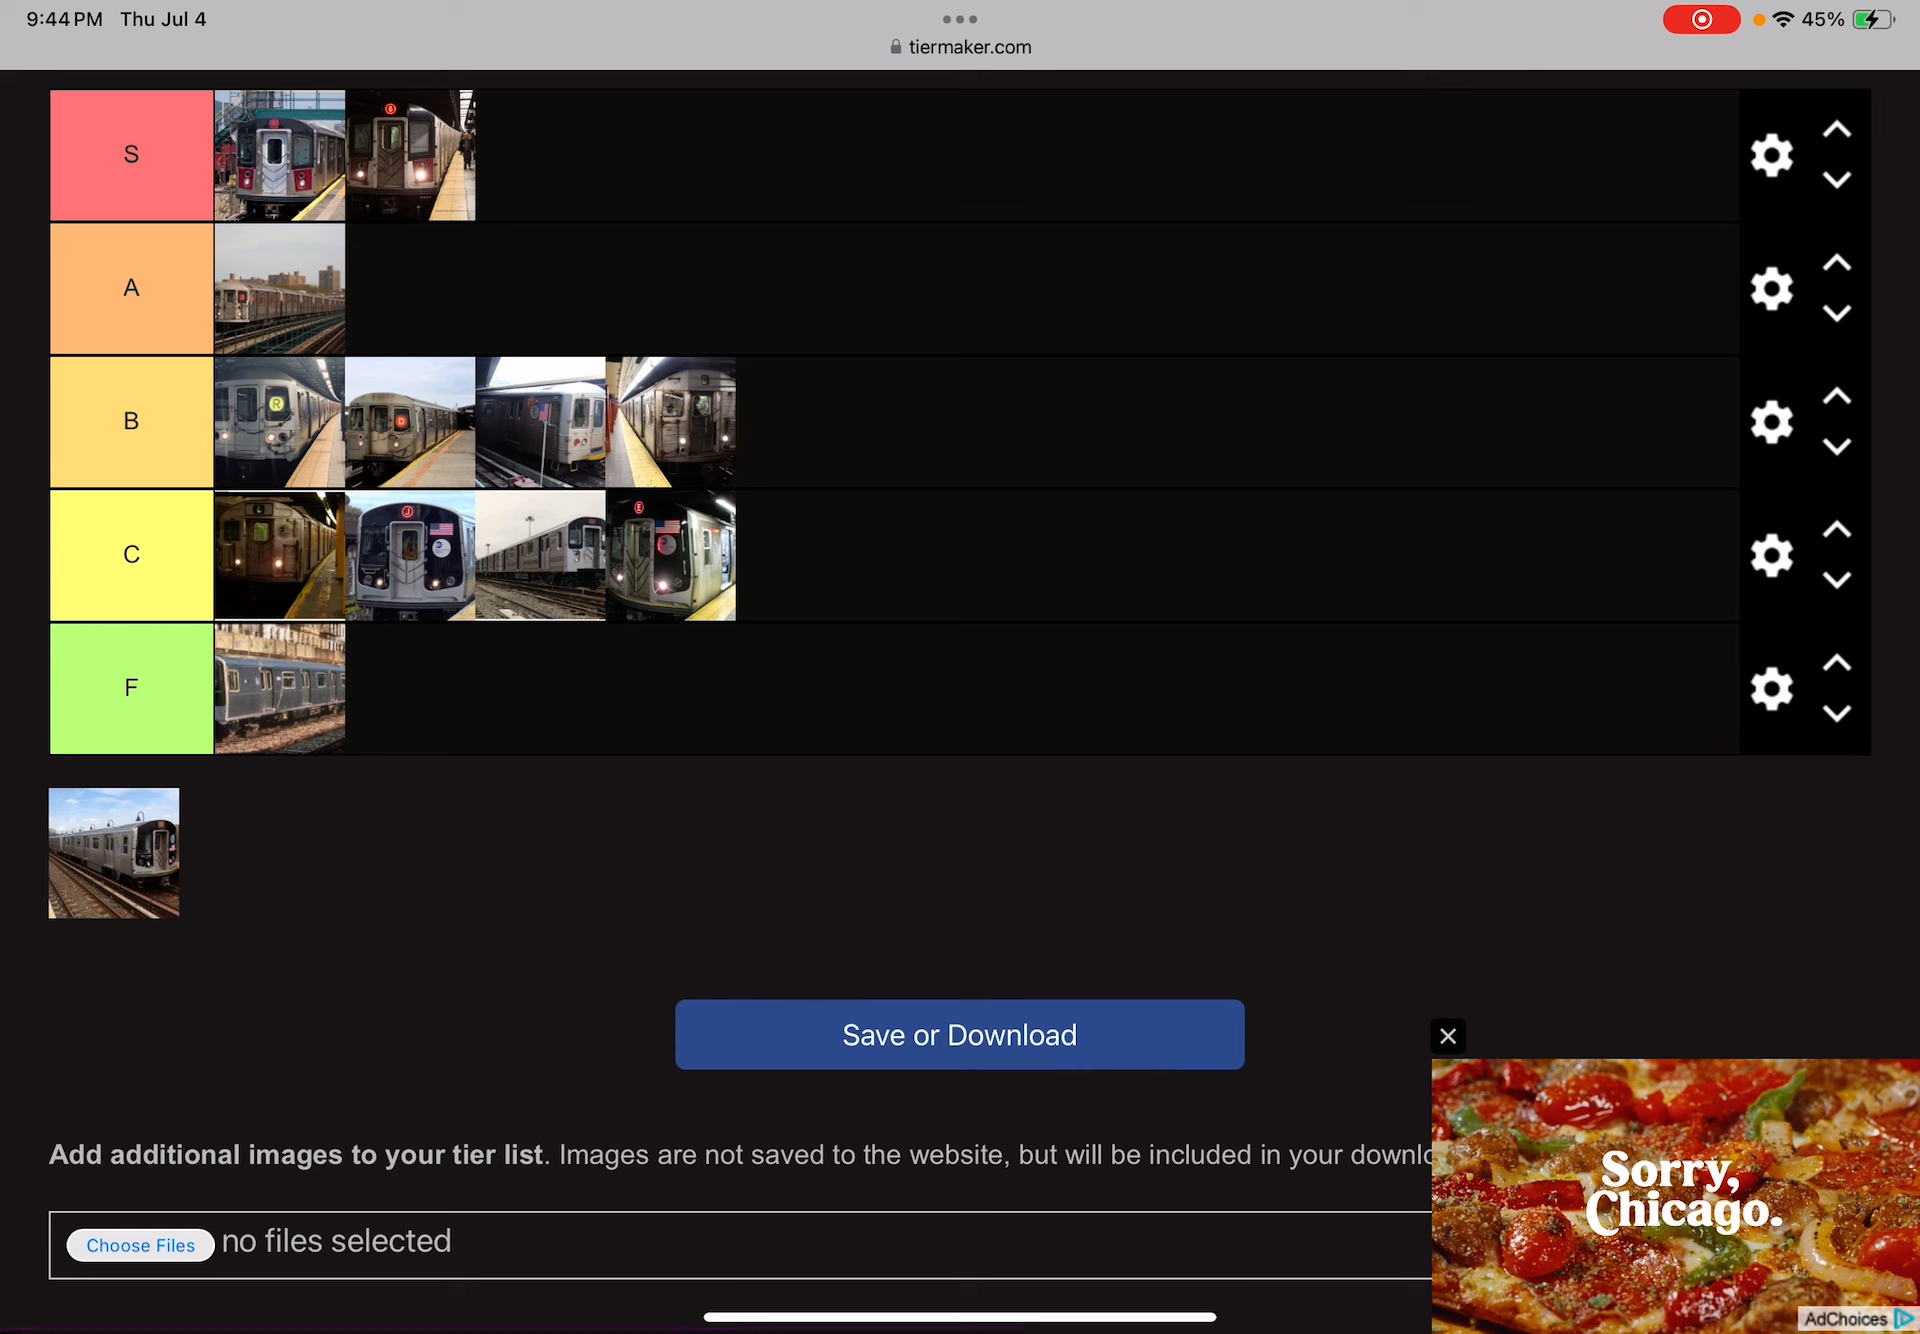 9:44 PM Thu Jul 4
45%
tiermaker.com
S
6
A
B
R
D
C
J
E
F
Save or Download
Add additional images to your tier list. Images are not saved to the website, but will be included in your downlo
Choose Files no files selected
Sorry,
Chicago.
AdChoices